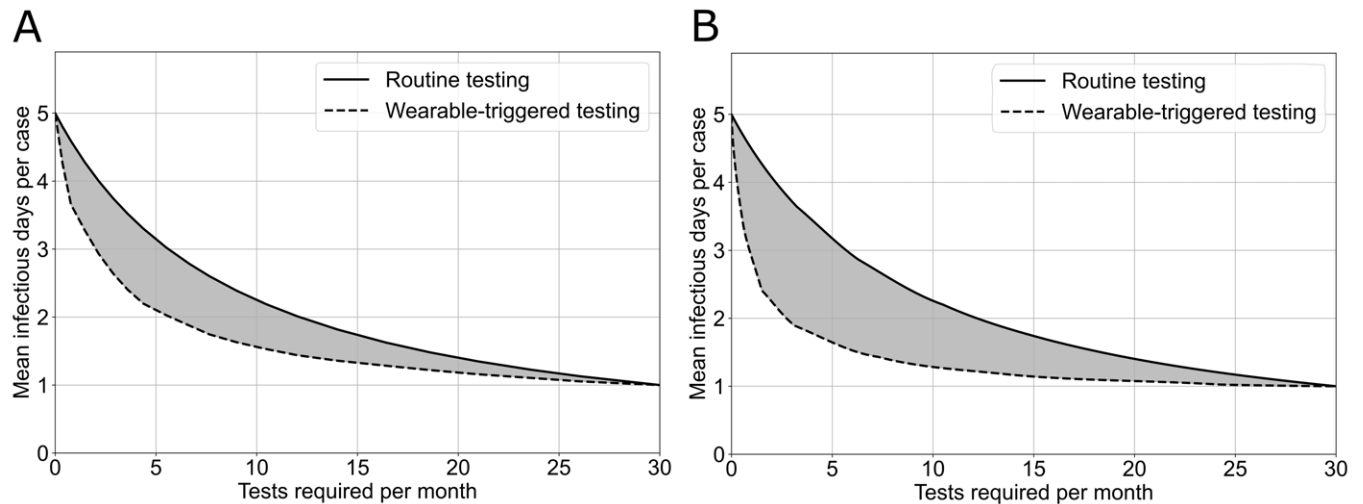 A
Routine testing
Wearable-triggered testing
Mean infectious days per case
5
4
3
2
1
0
0 5 10 15 20 25 30
Tests required per month
B
Routine testing
Wearable-triggered testing
Mean infectious days per case
5
4
3
2
1
0
0 5 10 15 20 25 30
Tests required per month